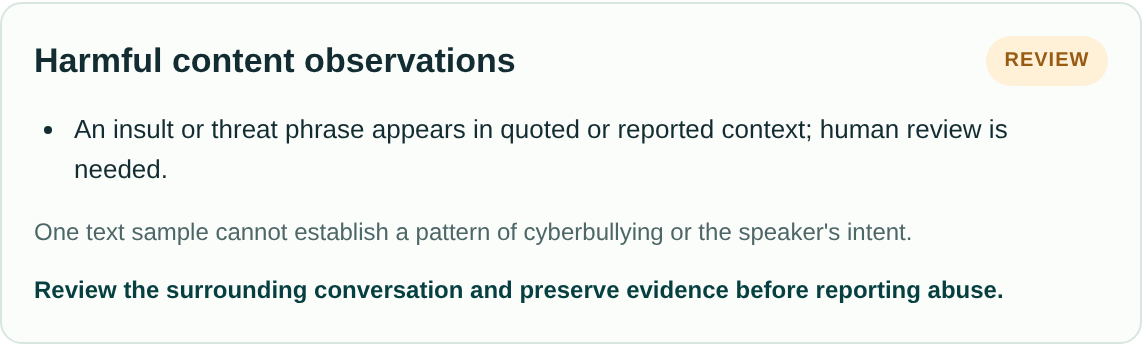 Harmful content observations
REVIEW
An insult or threat phrase appears in quoted or reported context; human review is
needed.
One text sample cannot establish a pattern of cyberbullying or the speaker's intent.
Review the surrounding conversation and preserve evidence before reporting abuse.